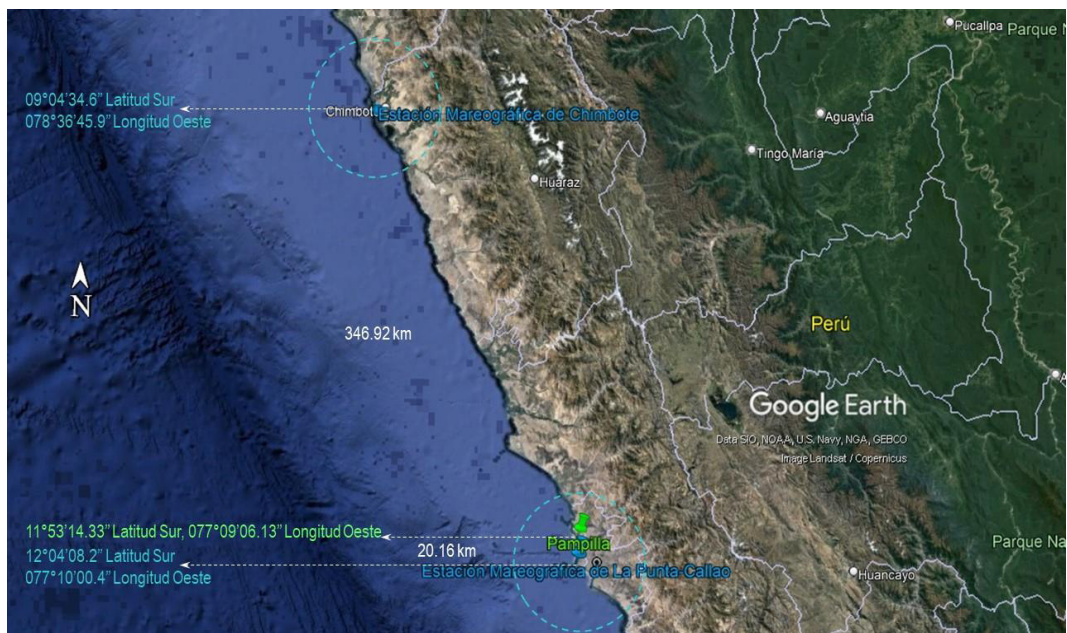 Pucallpa
Parque N
09°04'34.6" Latitud Sur
078°36'45.9" Longitud Oeste
Chimbot
Estación Mareográfica de Chimbote
Aguaytia
Tingo María
Huaraz
N
346.92 km
Perú
A
Google Earth
Data SIO, NOAA, U.S. Navy, NGA, GEBCO
Image Landsat / Copernicus
11°53'14.33" Latitud Sur, 077°09'06.13" Longitud Oeste
Pampilla
Parque Na
12°04'08.2" Latitud Sur
20.16 km
077°10'00.4" Longitud Oeste
Estación Mareográfica de La Punta-Callao
Huancayo